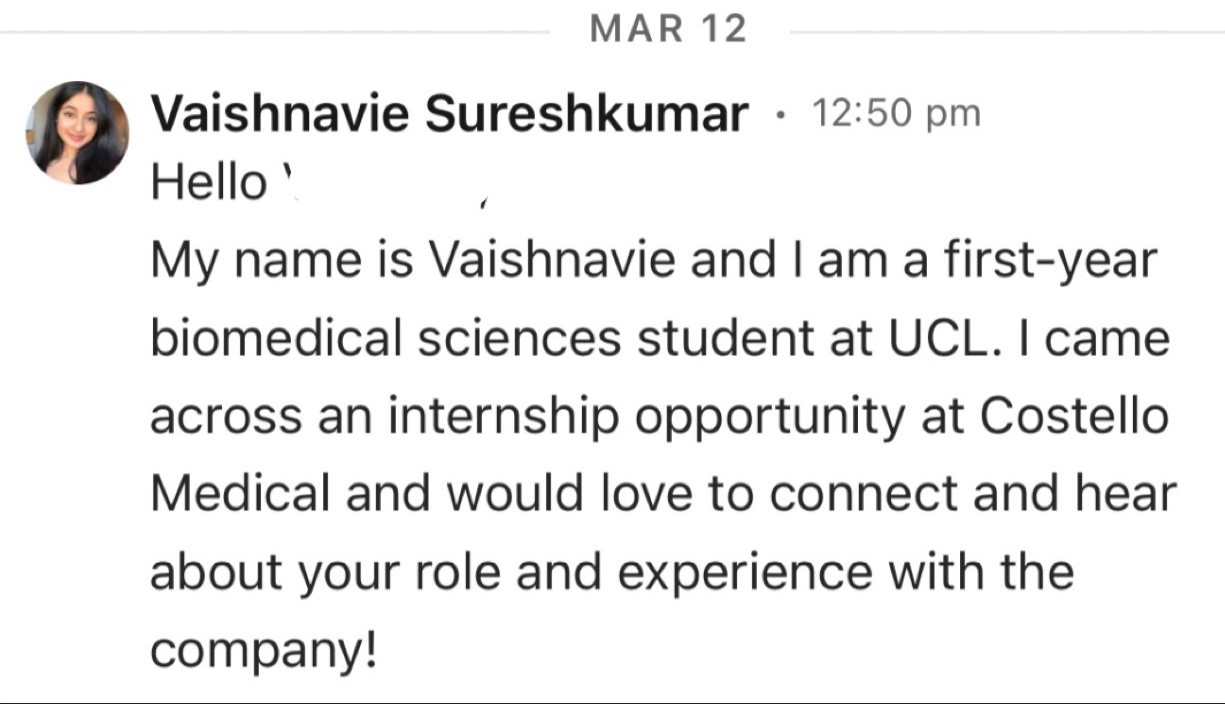 MAR 12
Vaishnavie Sureshkumar · 12:50 pm
Hello
My name is Vaishnavie and I am a first-year
biomedical sciences student at UCL. I came
across an internship opportunity at Costello
Medical and would love to connect and hear
about your role and experience with the
company!